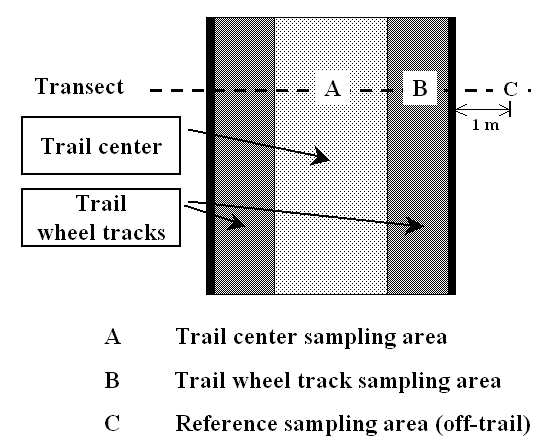 Transect
A
B
C
1 m
Trail center
Trail
wheel tracks
A Trail center sampling area
B Trail wheel track sampling area
C Reference sampling area (off-trail)